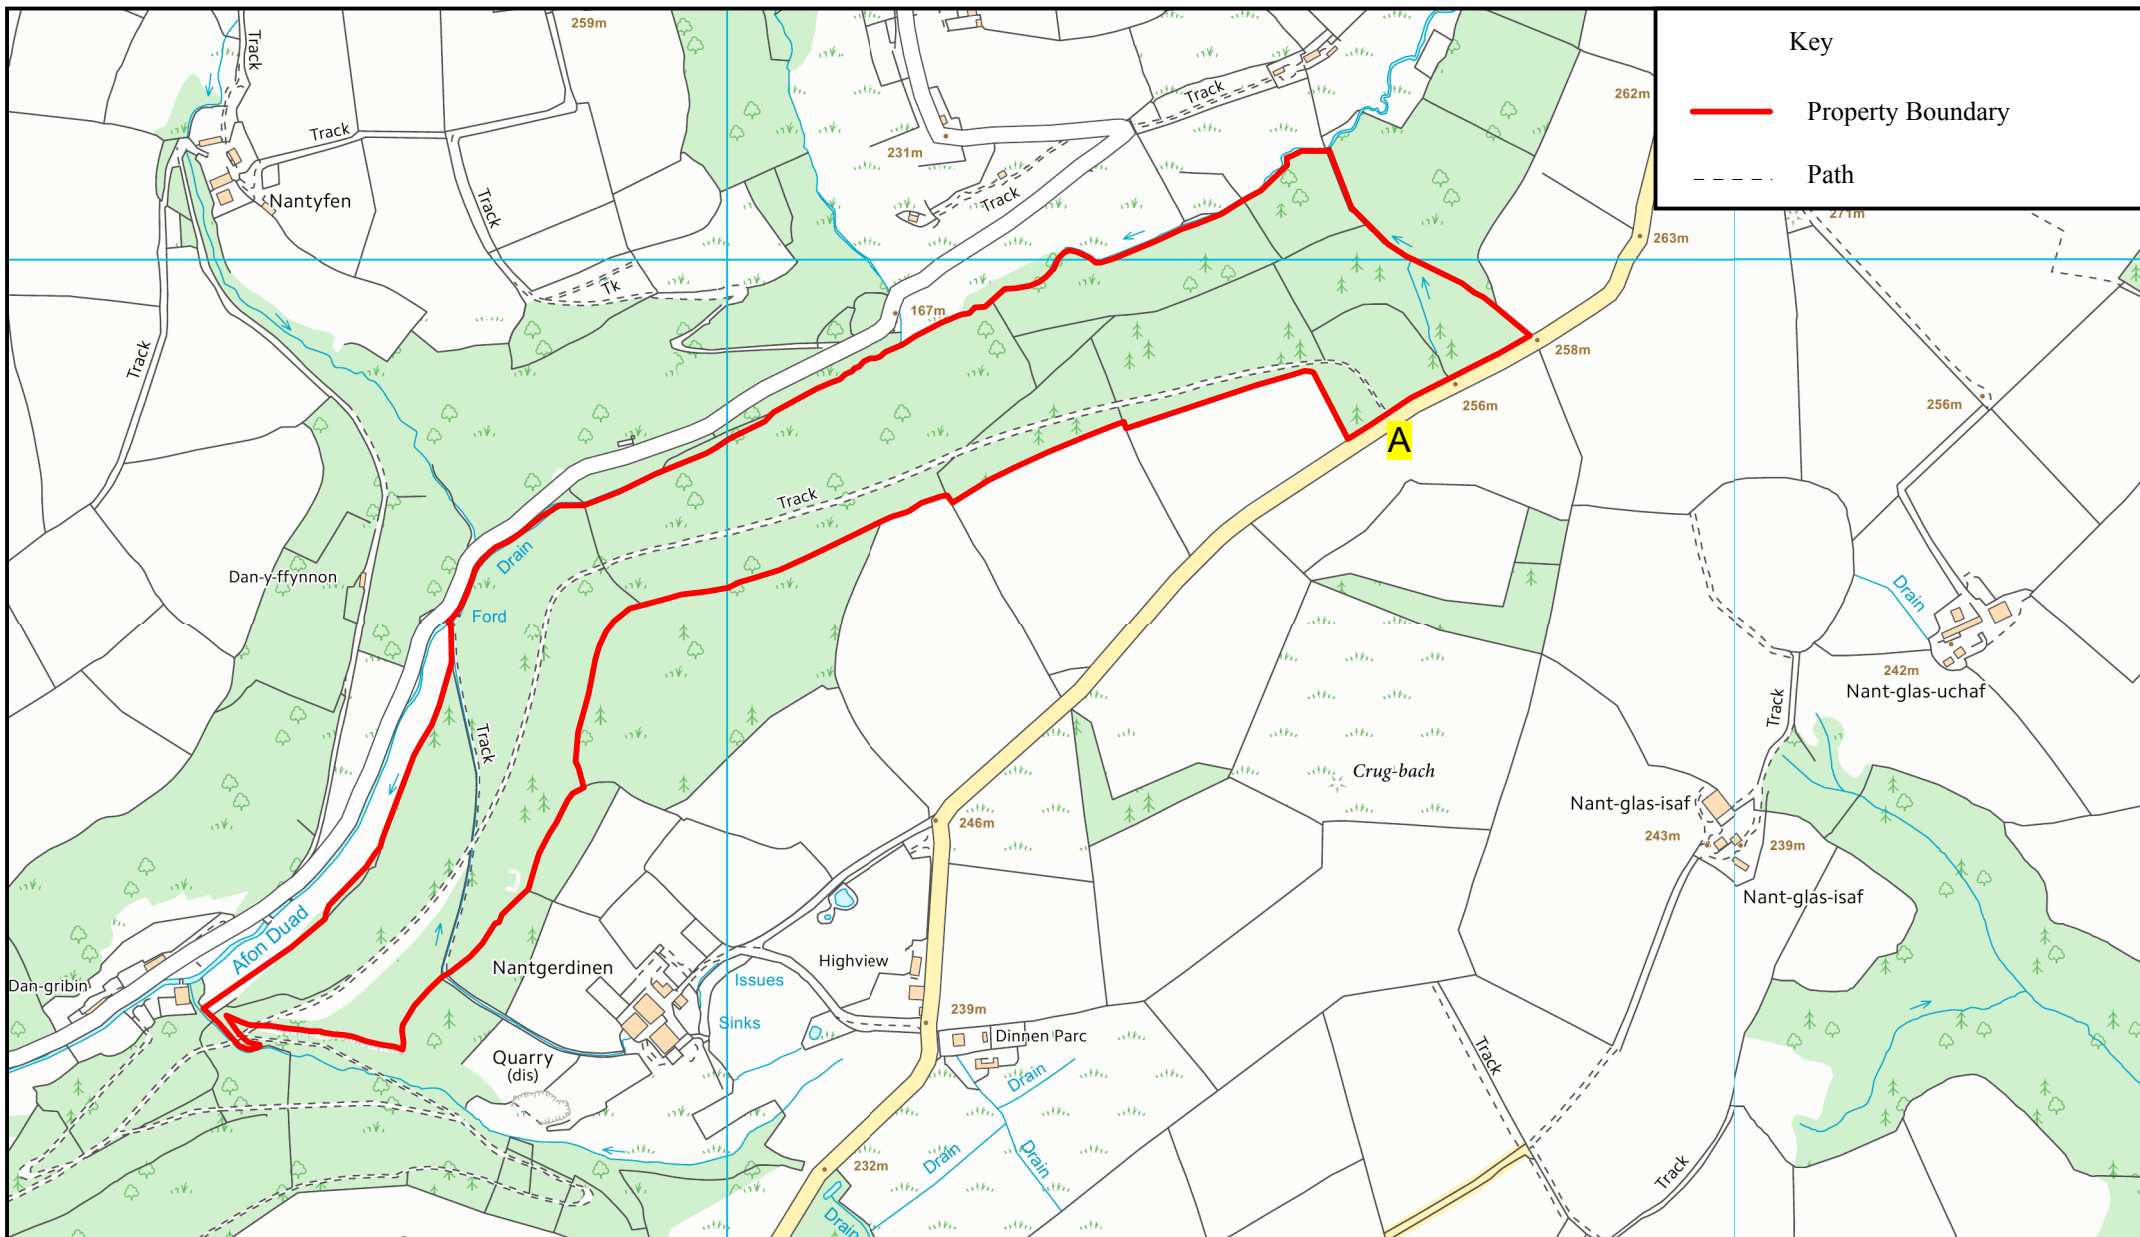 259m
Track
262m
Key
Property Boundary
Path
Track
Track
231m
Nantyfen
Track
Track
271m
263m
Tk
167m
Track
258m
256m
256m
A
Track
Drain
Dan-y-ffynnon
Ford
Drain
242m
Nant-glas-uchaf
Track
Track
Crug-bach
Nant-glas-isaf
246m
243m
239m
Nant-glas-isaf
Afon Duad
Dan-gribin
Nantgerdinen
Highview
Issues
239m
Sinks
Dinnen Parc
Quarry
(dis)
Drain
Track
Drain
Drain
232m
Track
Drain